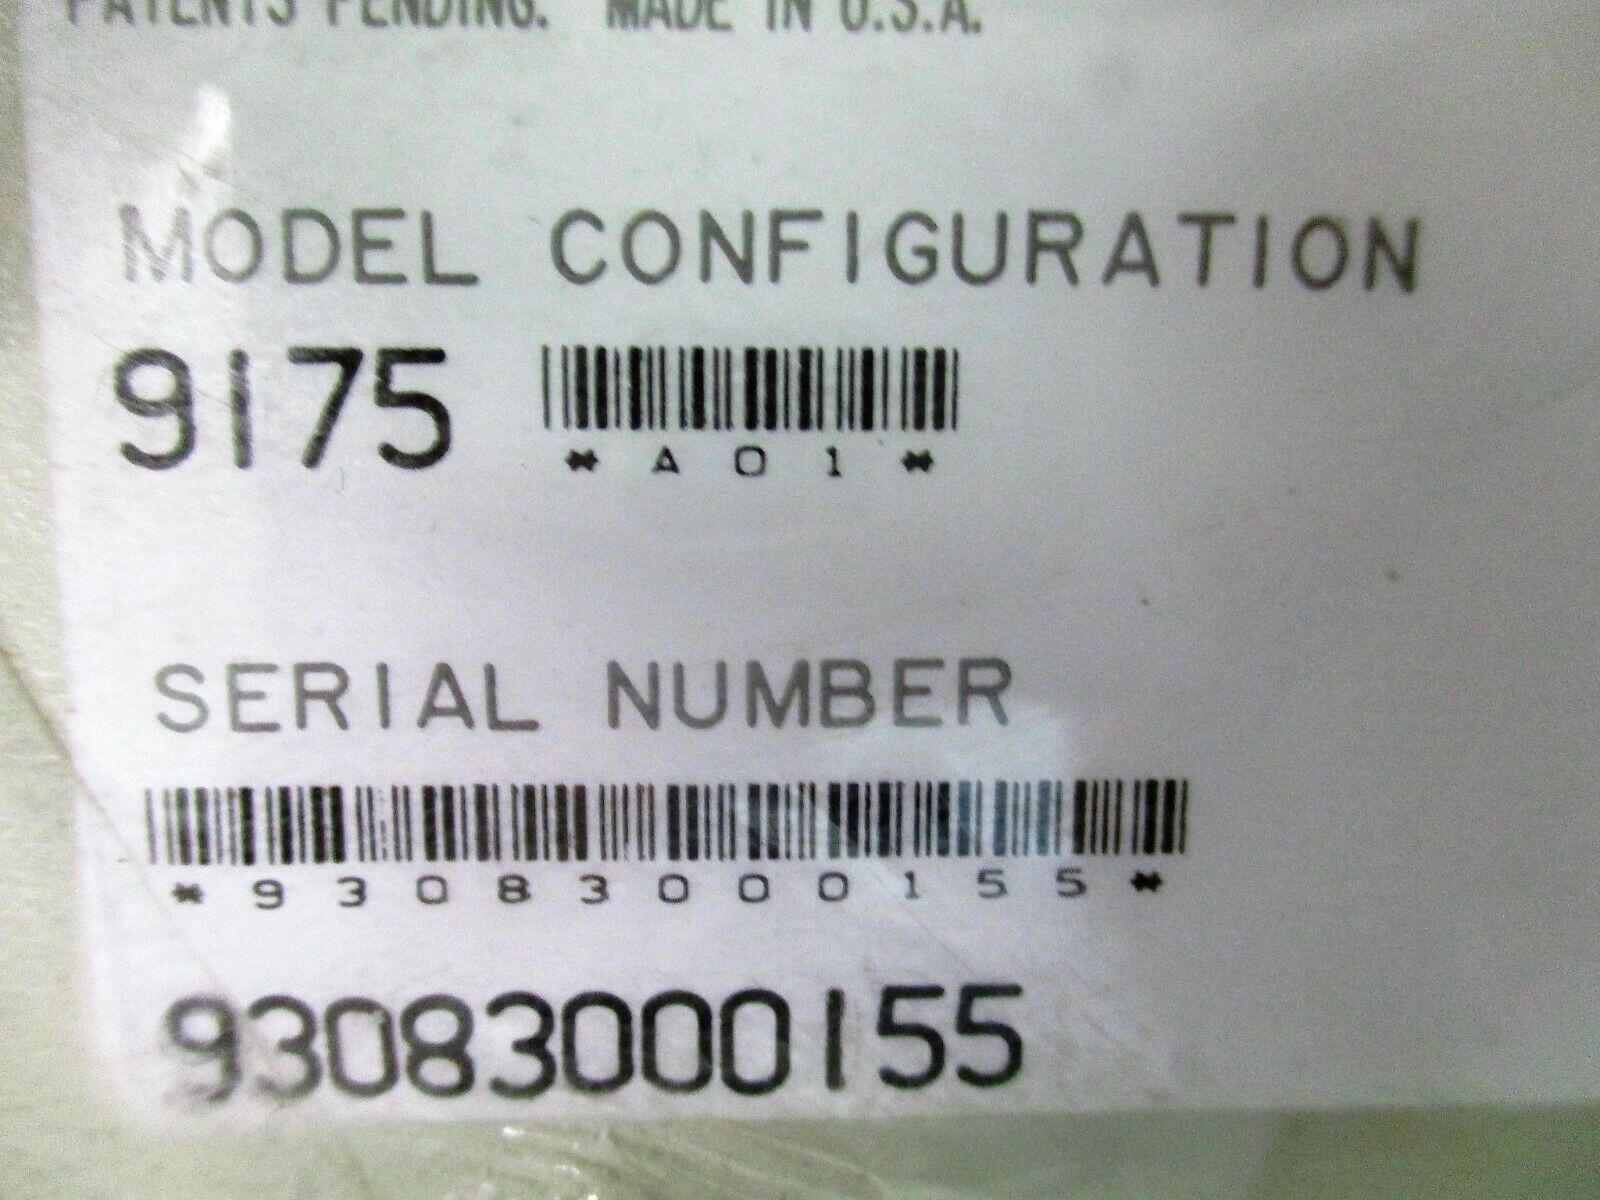 PATENTS PENDING. MADE IN U.S.A.
MODEL CONFIGURATION
9175
*A01*
SERIAL NUMBER
*93083000155*
93083000155